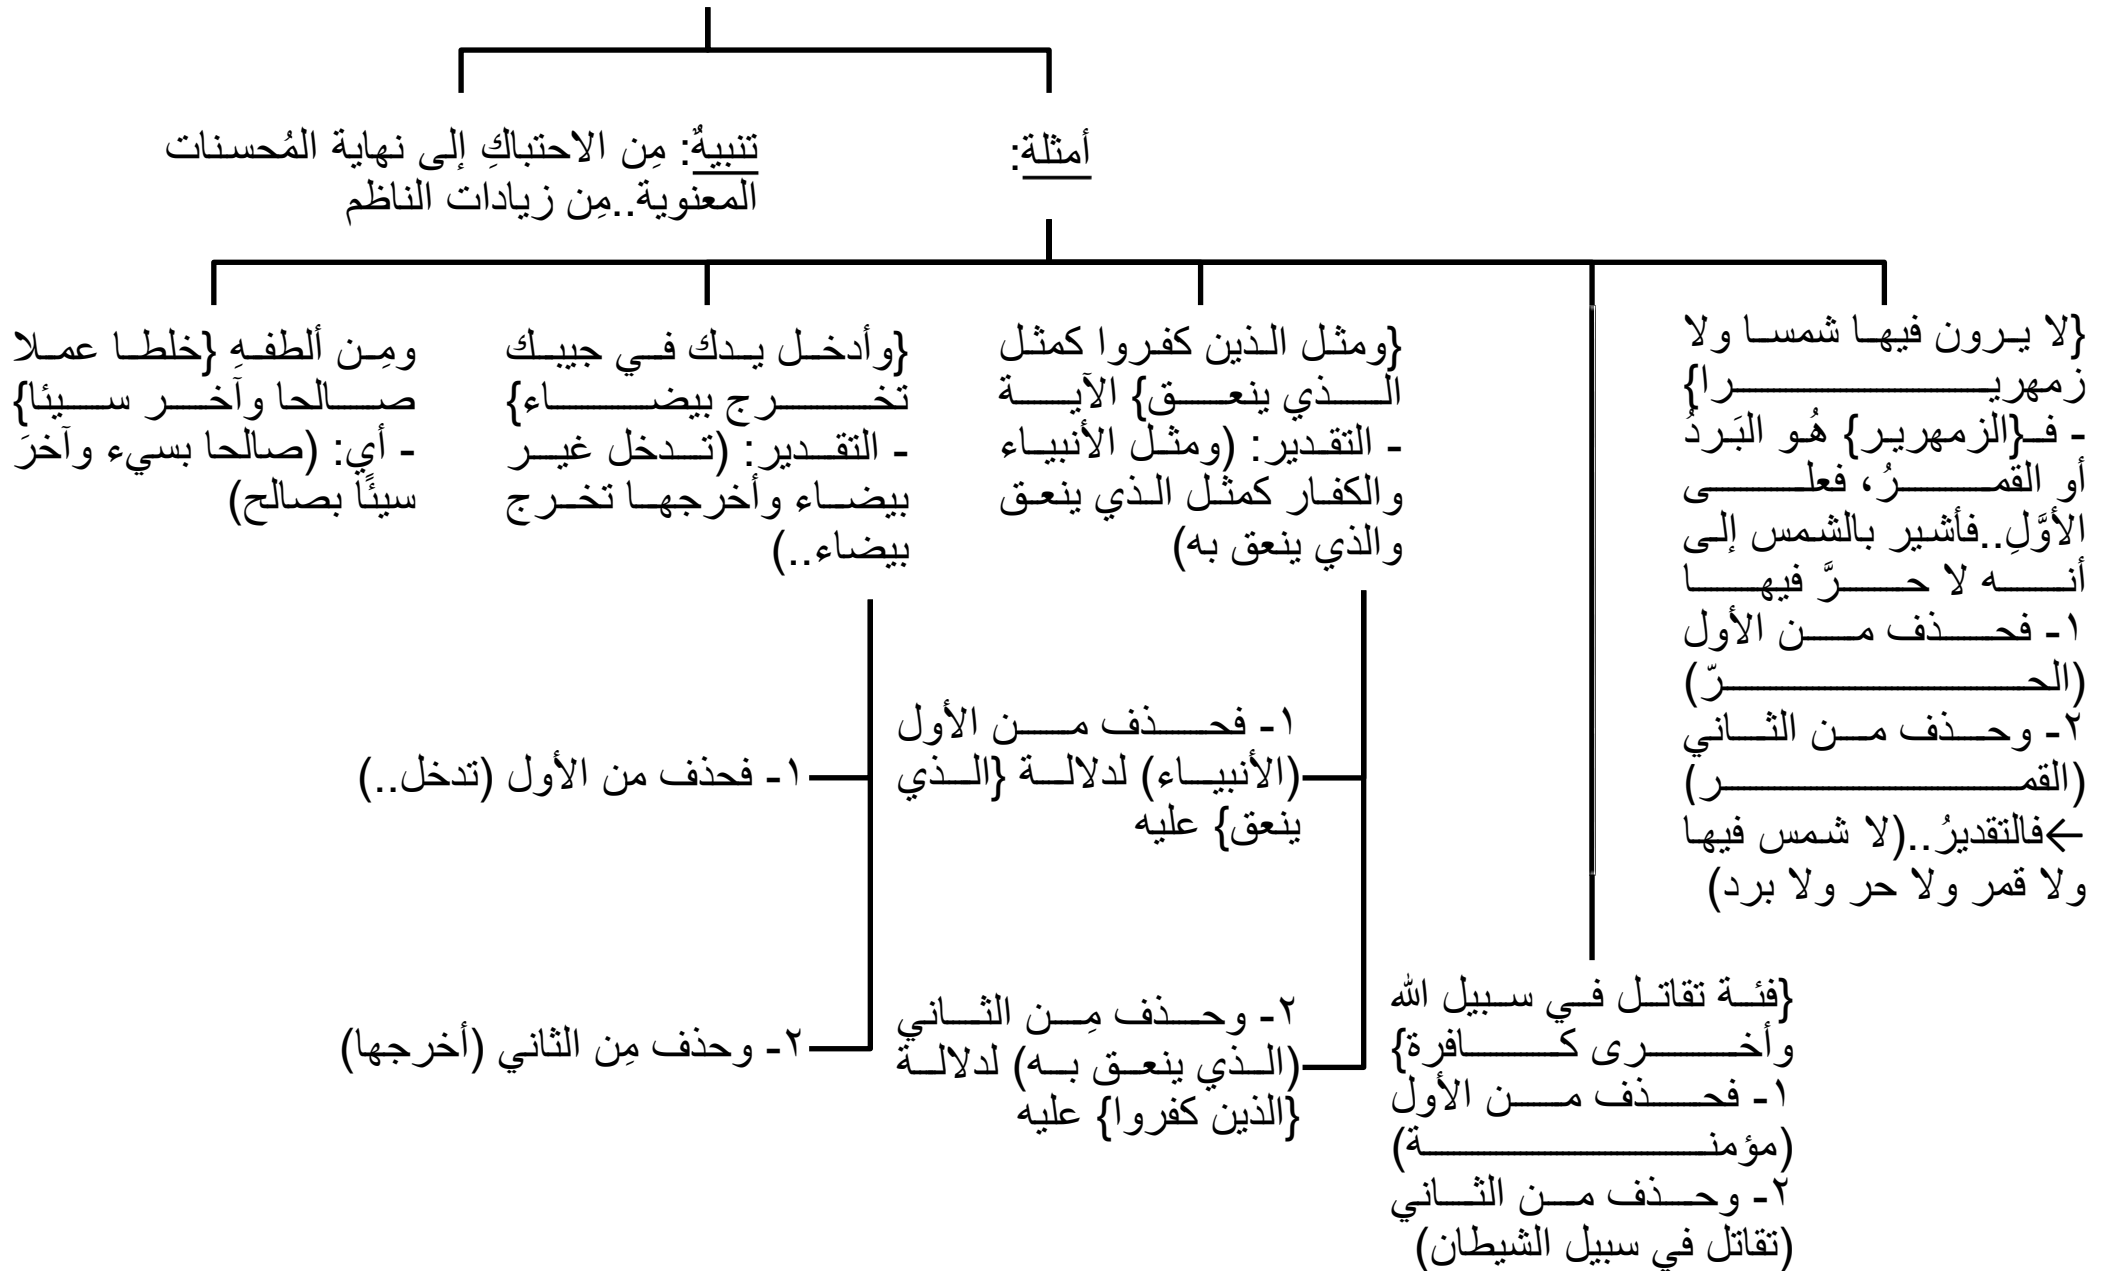 أمثلة:
تنبيهٌ: مِن الاحتباكِ إلى نهاية المُحسنات
المعنوية..مِن زيادات الناظم
{لا يرون فيها شمسا ولا
زمهريرا}
- فـ{الزمهرير} هُو البَردُ
أو القمرُ، فعلى
الأوَّلِ..فأشير بالشمس إلى
أنه لا حرَّ فيها
١- فحذف من الأول
(الحرّ)
٢- وحذف من الثاني
(القمر)
←فالتقديرُ..(لا شمس فيها
ولا قمر ولا حر ولا برد)
{فئة تقاتل في سبيل الله
وأخرى كافرة}
١- فحذف من الأول
(مؤمنة)
٢- وحذف من الثاني
(تقاتل في سبيل الشيطان)
{ومثل الذين كفروا كمثل
الذي ينعق} الآية
- التقدير: (ومثل الأنبياء
والكفار كمثل الذي ينعق
والذي ينعق به)
١- فحذف من الأول
(الأنبياء) لدلالة {الذي
ينعق} عليه
٢- وحذف مِن الثاني
(الذي ينعق به) لدلالة
{الذين كفروا} عليه
{وأدخل يدك في جيبك
تخرج بيضاء}
- التقدير: (تدخل غير
بيضاء وأخرجها تخرج
بيضاء..)
١- فحذف من الأول (تدخل..)
٢- وحذف مِن الثاني (أخرجها)
ومِن ألطفهِ {خلطا عملا
صالحا وآخر سيئا}
- أي: (صالحا بسيء وآخرَ
سيئًا بصالح)